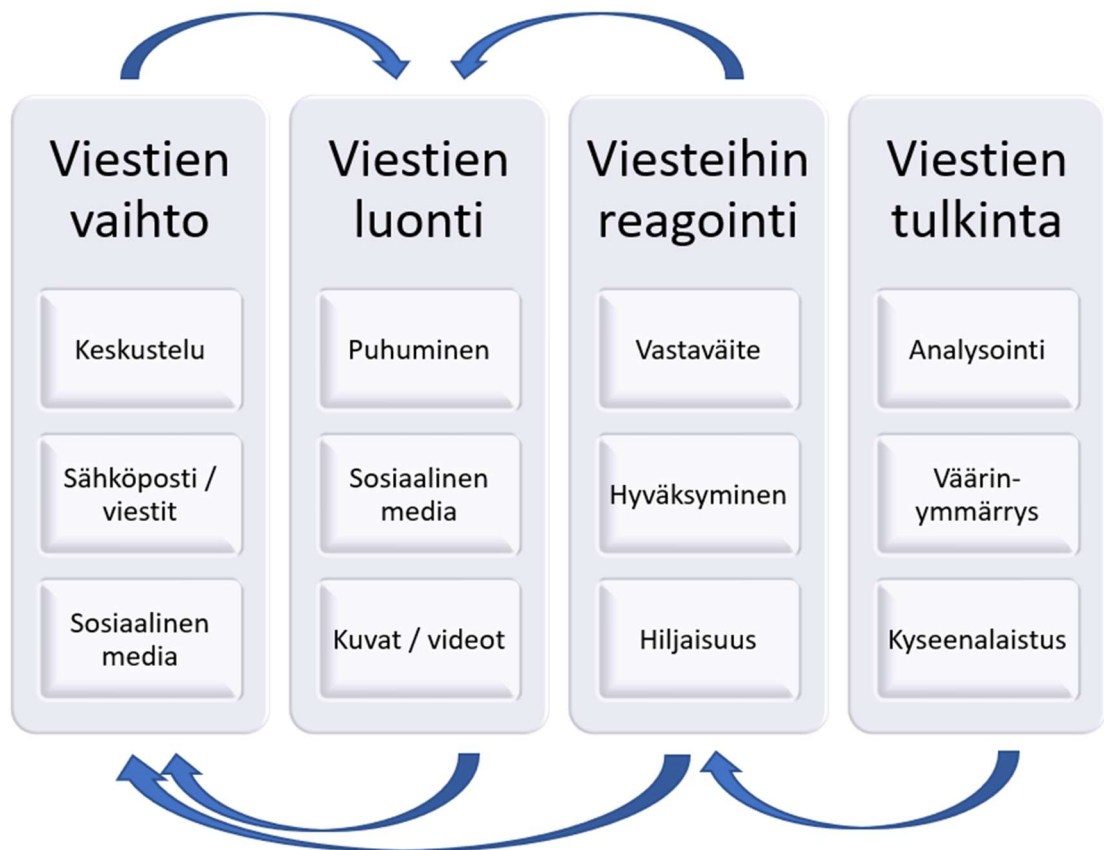 Viestien
vaihto
Keskustelu
Sähköposti /
viestit
Sosiaalinen
media
Viestien
luonti
Puhuminen
Sosiaalinen
media
Kuvat / videot
Viesteihin
reagointi
Vastaväite
Hyväksyminen
Hiljaisuus
Viestien
tulkinta
Analysointi
Väärin-
ymmärrys
Kyseenalaistus